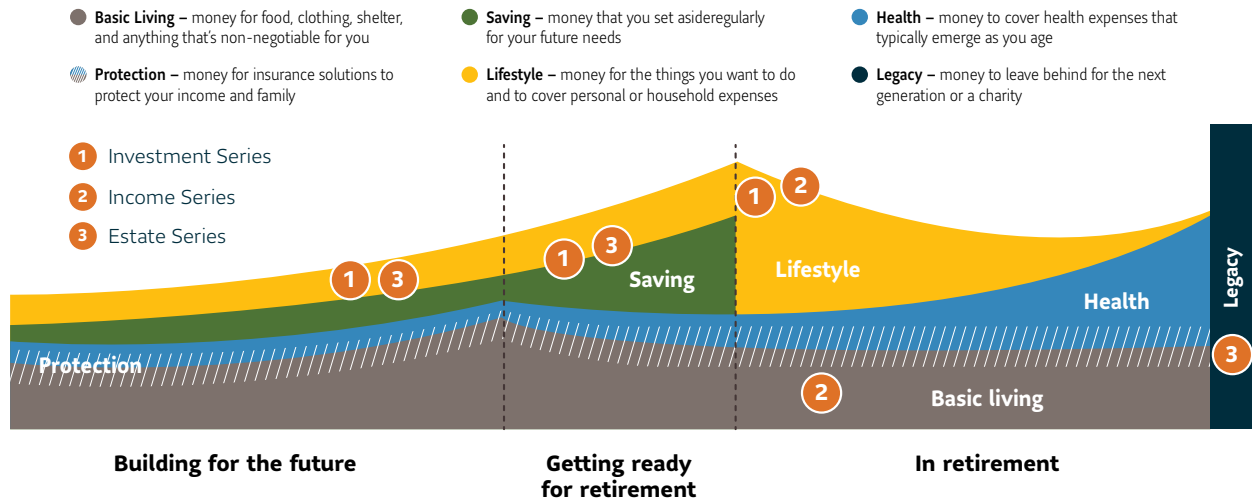 Basic Living – money for food, clothing, shelter,
and anything that's non-negotiable for you
Protection – money for insurance solutions to
protect your income and family
Saving – money that you set asideregularly
for your future needs
Lifestyle – money for the things you want to do
and to cover personal or household expenses
Health – money to cover health expenses that
typically emerge as you age
Legacy – money to leave behind for the next
generation or a charity
1 Investment Series
2 Income Series
3 Estate Series
1 3
1 3
1 2
Saving
Lifestyle
Health
Legacy
Protection
3
2
Basic living
Building for the future
Getting ready
for retirement
In retirement